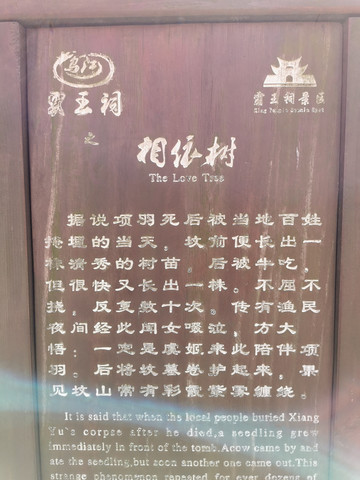 乌江
霸王祠
之
霸王祠景区
相依树
The Love Tree
据说项羽死后被当地百姓
掩埋的当天，坟前便长出一
株清秀的树苗。后被牛吃，
但很快又长出一株。不屈不
挠，反复数十次。传有渔民
夜间经此闻女啜泣，方大
悟：一定是虞姬来此陪伴项
羽。后将坟墓卷护起来，果
见坟山常有彩霞紫雾缠绕。
It is said that when the local people buried Xiang
Yu's corpse after he died,a seedling grew
immediately in front of the tomb.Acow came by and
ate the seedling,but soon another one came out.This
strange phenomenon repeated for over dozens of